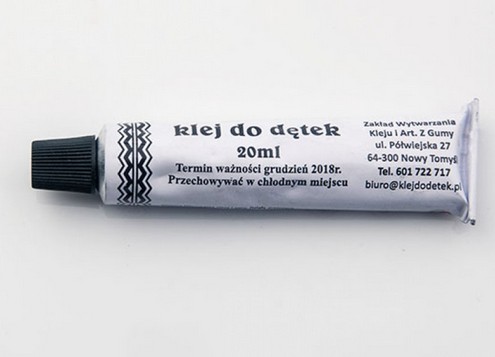 klej do dętek
20ml
Termin ważności grudzień 2018r.
Przechowywać w chłodnym miejscu
Zakład Wytwarzania
Kleju i Art. Z Gumy
ul. Półwiejska 27
64-300 Nowy Tomyśl
Tel. 601 722 717
biuro@klejdodetek.pl